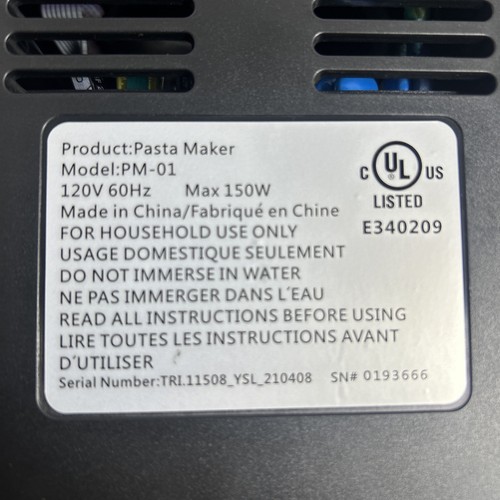 Product:Pasta Maker
Model:PM-01
120V 60Hz Max 150W
Made in China/Fabriqué en Chine
FOR HOUSEHOLD USE ONLY
USAGE DOMESTIQUE SEULEMENT
DO NOT IMMERSE IN WATER
NE PAS IMMERGER DANS L'EAU
READ ALL INSTRUCTIONS BEFORE USING
LIRE TOUTES LES INSTRUCTIONS AVANT
D'UTILISER
Serial Number:TRI.11508_YSL_210408 SN# 0193666
C UL US
LISTED
E340209